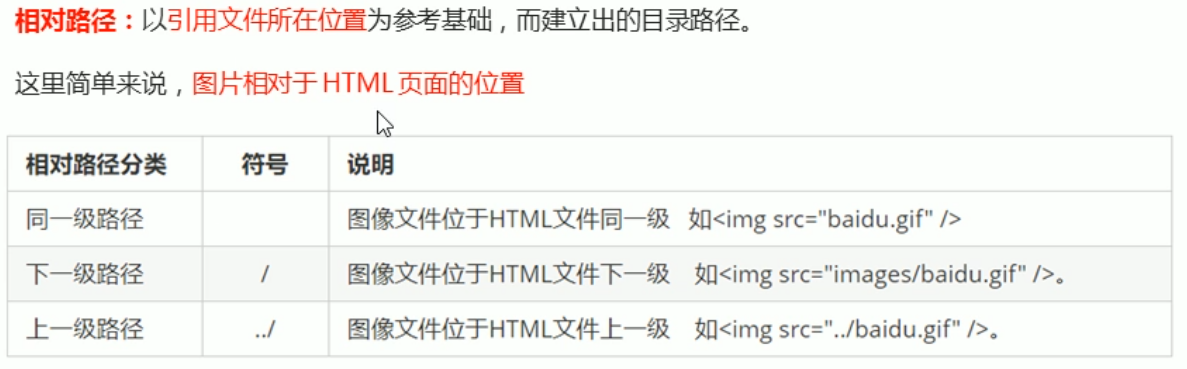 相对路径：以引用文件所在位置为参考基础，而建立出的目录路径。
这里简单来说，图片相对于 HTML 页面的位置
相对路径分类 符号 说明
同一级路径 图像文件位于HTML文件同一级 如<img src="baidu.gif" />
下一级路径 / 图像文件位于HTML文件下一级 如<img src="images/baidu.gif" />。
上一级路径 ../ 图像文件位于HTML文件上一级 如<img src="../baidu.gif" />。